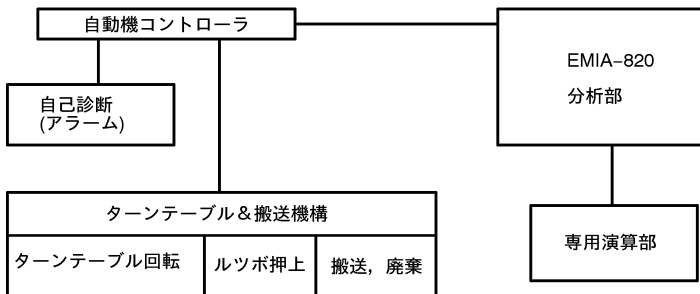 自動機コントローラ
EMIA−820
分析部
自己診断
(アラーム)
ターンテーブル＆搬送機構
ターンテーブル回転
ルツボ押上
搬送，廃棄
専用演算部